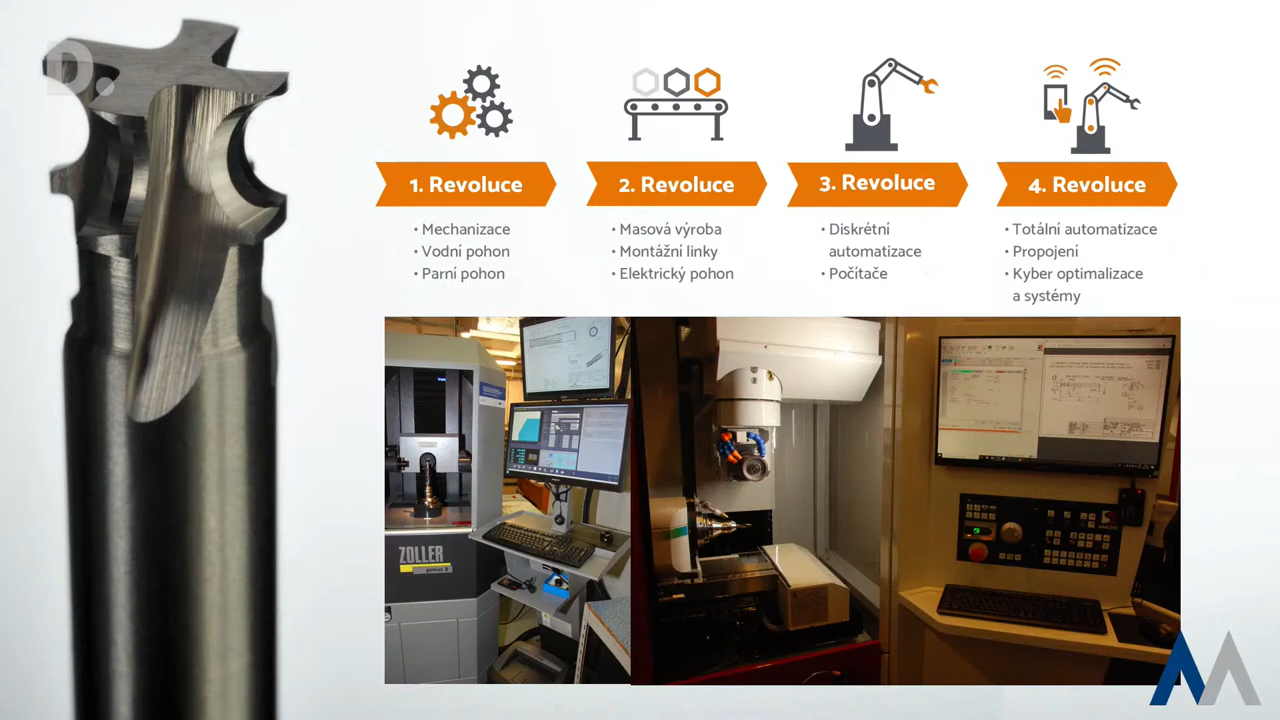 D.
1. Revoluce
• Mechanizace
• Vodní pohon
• Parní pohon
2. Revoluce
• Masová výroba
• Montážní linky
• Elektrický pohon
3. Revoluce
• Diskrétní
automatizace
• Počítače
4. Revoluce
• Totální automatizace
• Propojení
• Kyber optimalizace
a systémy
ZOLLER